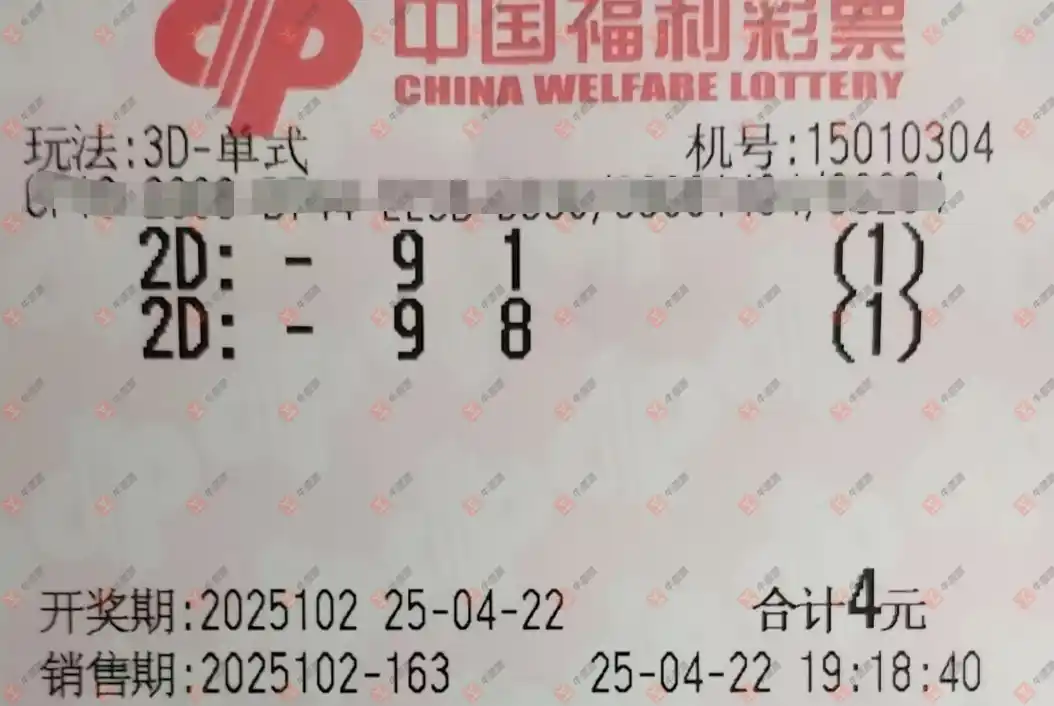 中国福利彩票
CHINA WELFARE LOTTERY
玩法:3D-单式 机号:15010304
2D: - 9 1 (1)
2D: - 9 8 (1)
开奖期:2025102 25-04-22 合计4元
销售期:2025102-163 25-04-22 19:18:40